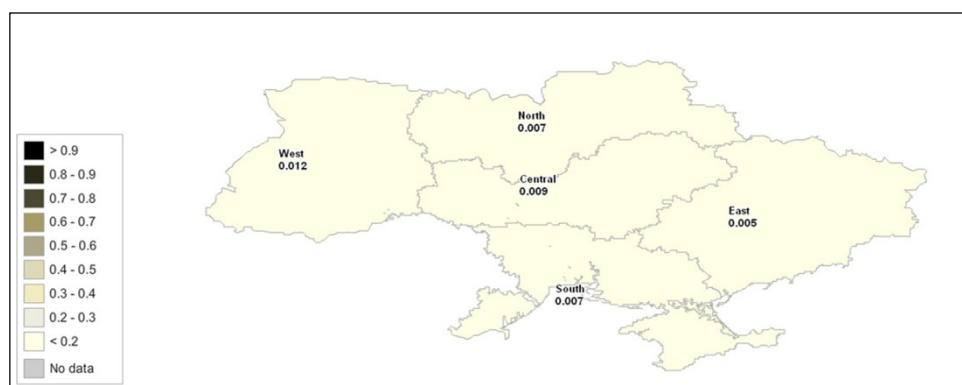 North
0.007
West
0.012
Central
0.009
East
0.005
South
0.007
> 0.9
0.8 - 0.9
0.7 - 0.8
0.6 - 0.7
0.5 - 0.6
0.4 - 0.5
0.3 - 0.4
0.2 - 0.3
< 0.2
No data